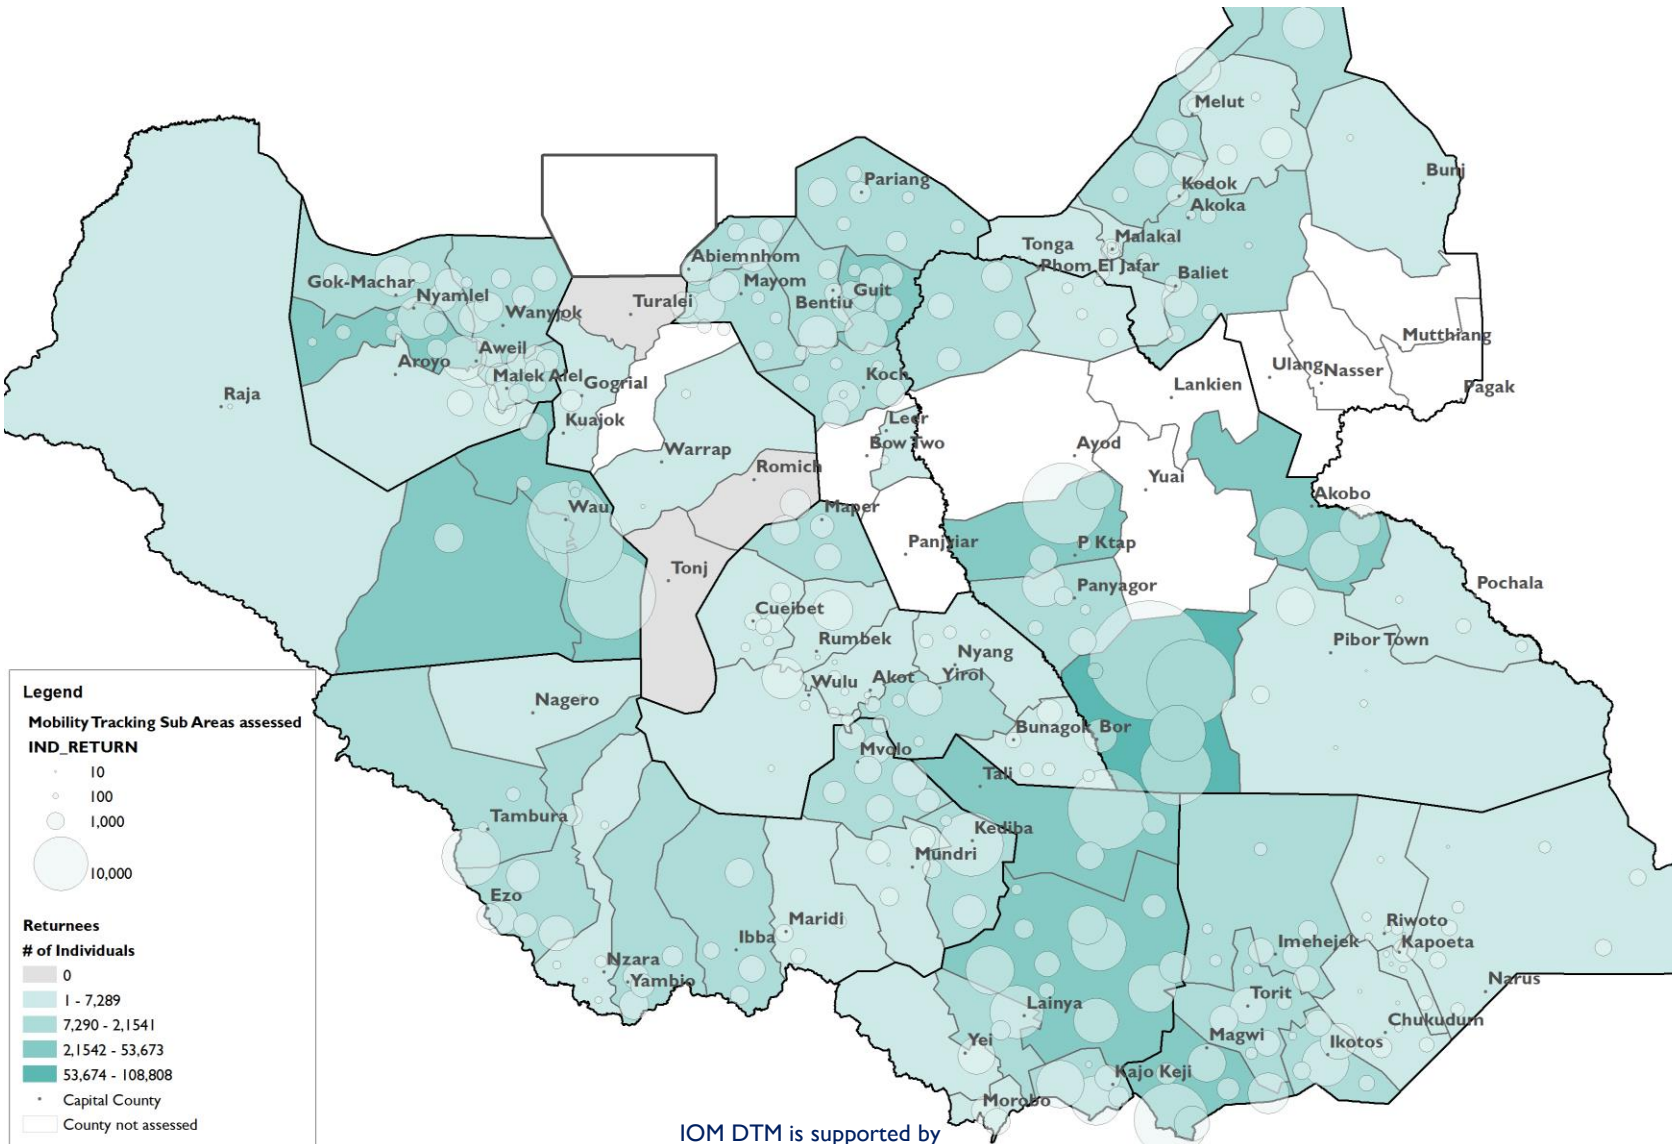 Melut
Bunj
Pariang
Kodok
Akoka
Tonga
Malakal
Phom El Jafar
Baliet
Abiemnhom
Mayom
Guit
Bentiu
Gok-Machar
Nyamlel
Wanyjok
Turalei
Mutthiang
Aweil
Aroyo
Malek Alel
Gogrial
Koch
Ulang
Nasser
Lankien
Pagak
Raja
Kuajok
Leer
Bow Two
Ayod
Warrap
Romich
Yuai
Akobo
Wau
Maper
Panjyiar
P Ktap
Tonj
Panyagor
Pochala
Cueibet
Rumbek
Nyang
Pibor Town
Wulu
Akot
Yirol
Nagero
Bunagok
Bor
Mvolo
Tali
Tambura
Kediba
Mundri
Ezo
Maridi
Ibba
Riwoto
Imehejek
Kapoeta
Nzara
Yambio
Narus
Torit
Lainya
Chukudum
Magwi
Ikotos
Yei
Kajo Keji
Morobo
Legend
Mobility Tracking Sub Areas assessed
IND_RETURN
10
100
1,000
10,000
Returnees
# of Individuals
0
1 - 7,289
7,290 - 2,1541
2,1542 - 53,673
53,674 - 108,808
Capital County
County not assessed
IOM DTM is supported by